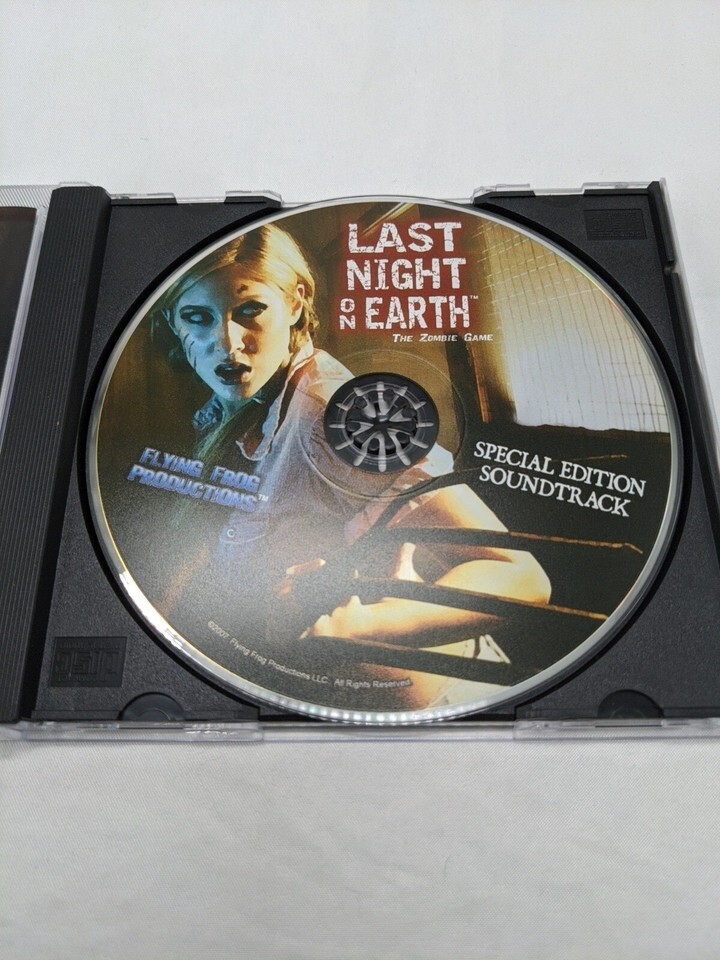 LAST
NIGHT
ON EARTH™
THE ZOMBIE GAME
FLYING FROG
PRODUCTIONS™
SPECIAL EDITION
SOUNDTRACK
©2007 Flying Frog Productions LLC. All Rights Reserved.